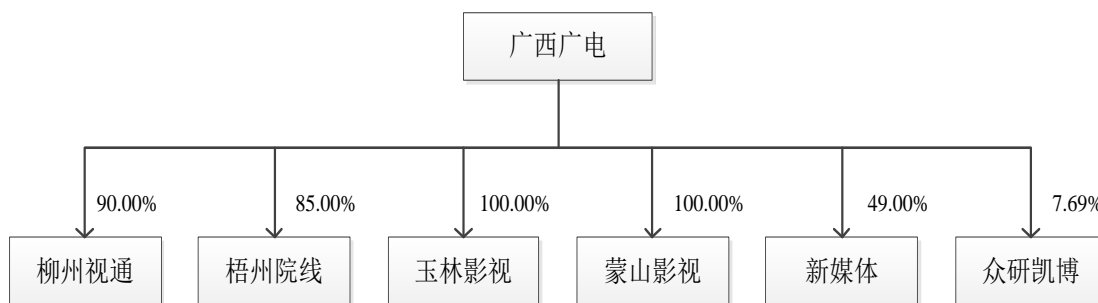 广西广电
90.00%
85.00%
100.00%
100.00%
49.00%
7.69%
柳州视通
梧州院线
玉林影视
蒙山影视
新媒体
众研凯博